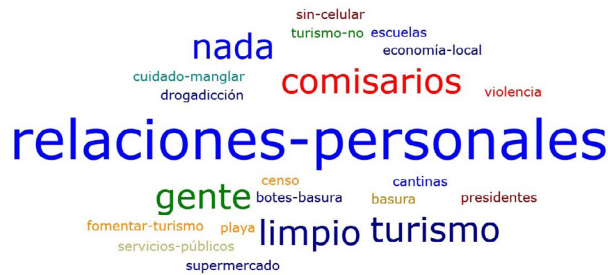 sin-celular
turismo-no escuelas
nada
economía-local
cuidado-manglar
comisarios
drogadicción
violencia
relaciones-personales
censo
cantinas
gente
botes-basura
basura
presidentes
fomentar-turismo
playa
limpio
turismo
servicios-públicos
supermercado